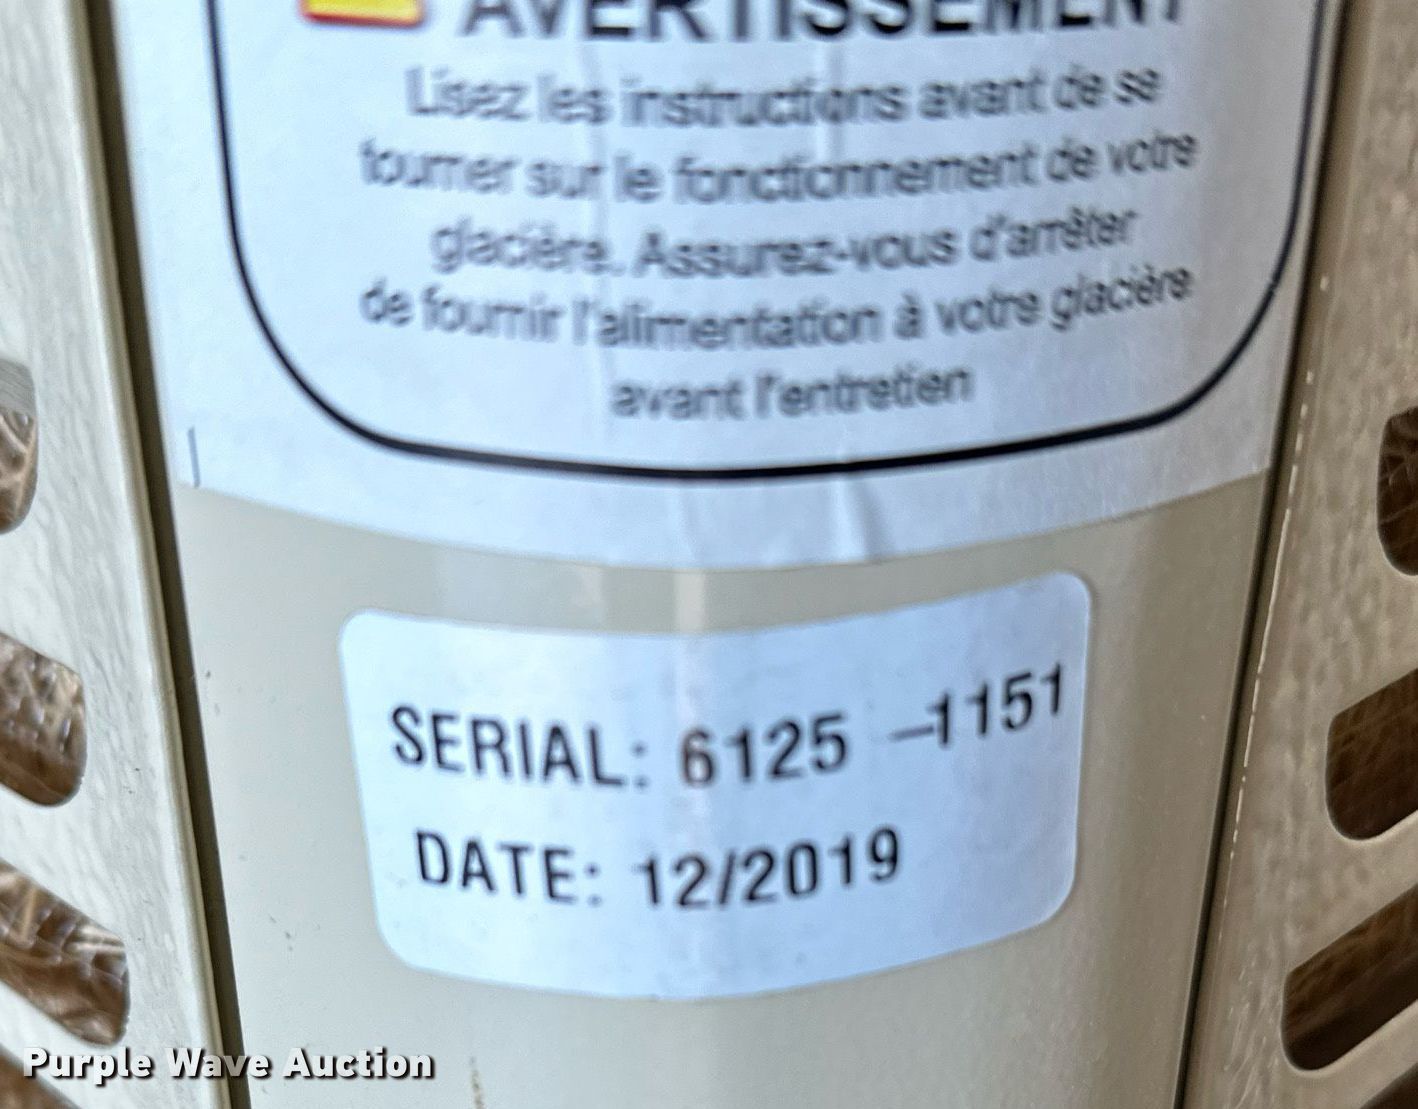 AVERTISSEMENT
Lisez les instructions avant de se
tourner sur le fonctionnement de votre
glacière. Assurez-vous d'arrêter
de fournir l'alimentation à votre glacière
avant l'entretien
SERIAL: 6125 –1151
DATE: 12/2019
Purple Wave Auction